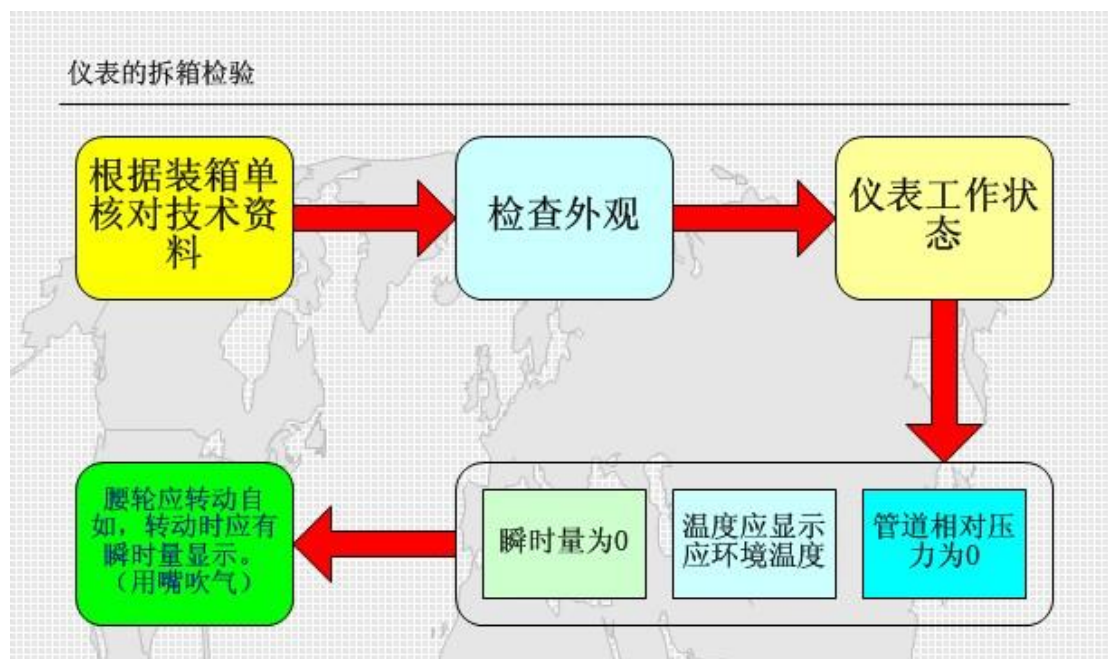 仪表的拆箱检验
根据装箱单
核对技术资
料
检查外观
仪表工作状
态
瞬时量为0
温度应显示
应环境温度
管道相对压
力为0
腰轮应转动自
如，转动时应有
瞬时量显示。
（用嘴吹气）